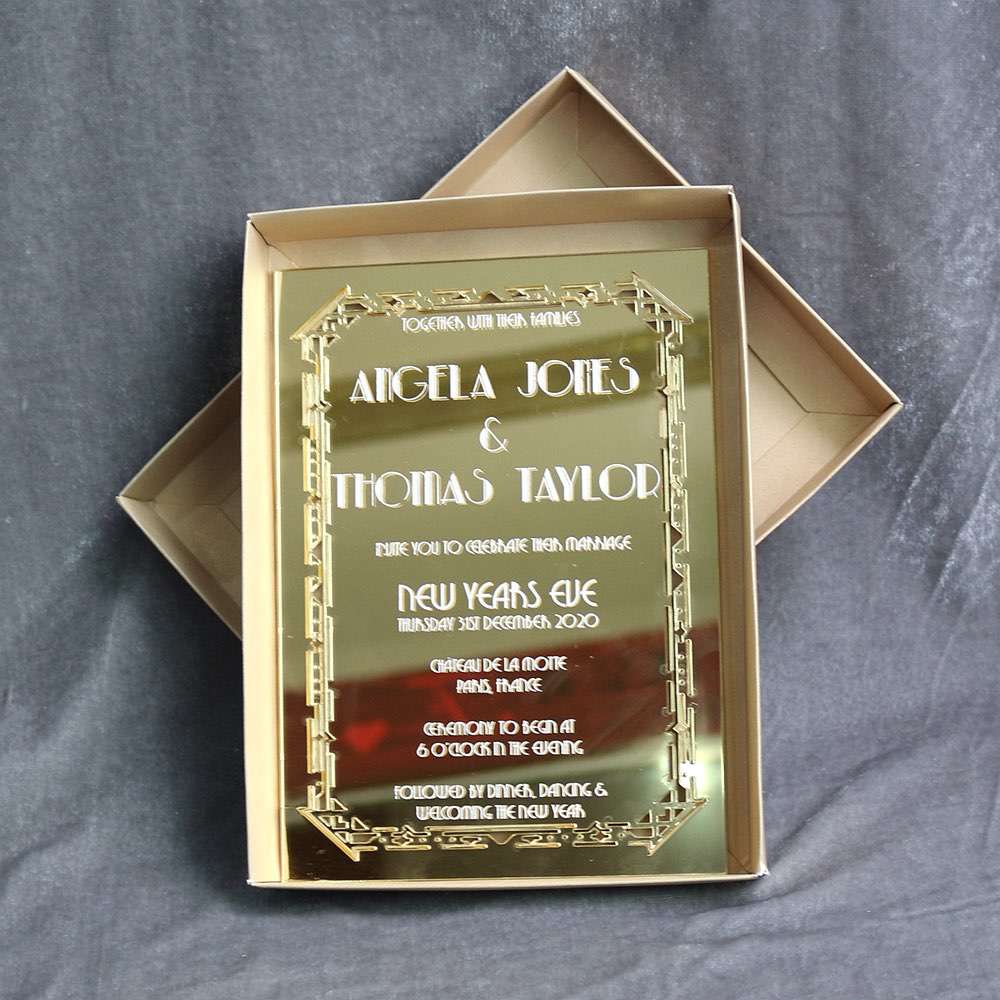 TOGETHER WITH THEIR FAMILIES
ANGELA JONES
&
THOMAS TAYLOR
INVITE YOU TO CELEBRATE THEIR MARRIAGE
NEW YEARS EVE
THURSDAY 31ST DECEMBER 2020
CHÂTEAU DE LA MOTTE
PARIS, FRANCE
CEREMONY TO BEGIN AT
6 O'CLOCK IN THE EVENING
FOLLOWED BY DINNER, DANCING &
WELCOMING THE NEW YEAR